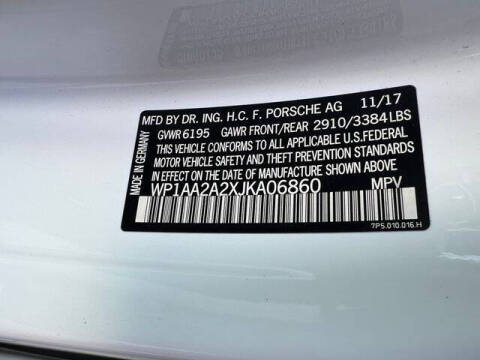 MFD BY DR. ING. H.C. F. PORSCHE AG 11/17
GVWR 6195 GAWR FRONT/REAR 2910/3384 LBS
THIS VEHICLE CONFORMS TO ALL APPLICABLE U.S. FEDERAL
MOTOR VEHICLE SAFETY AND THEFT PREVENTION STANDARDS
IN EFFECT ON THE DATE OF MANUFACTURE SHOWN ABOVE
WP1AA2A2XJKA06860 MPV
MADE IN GERMANY
7P5.010.016.H